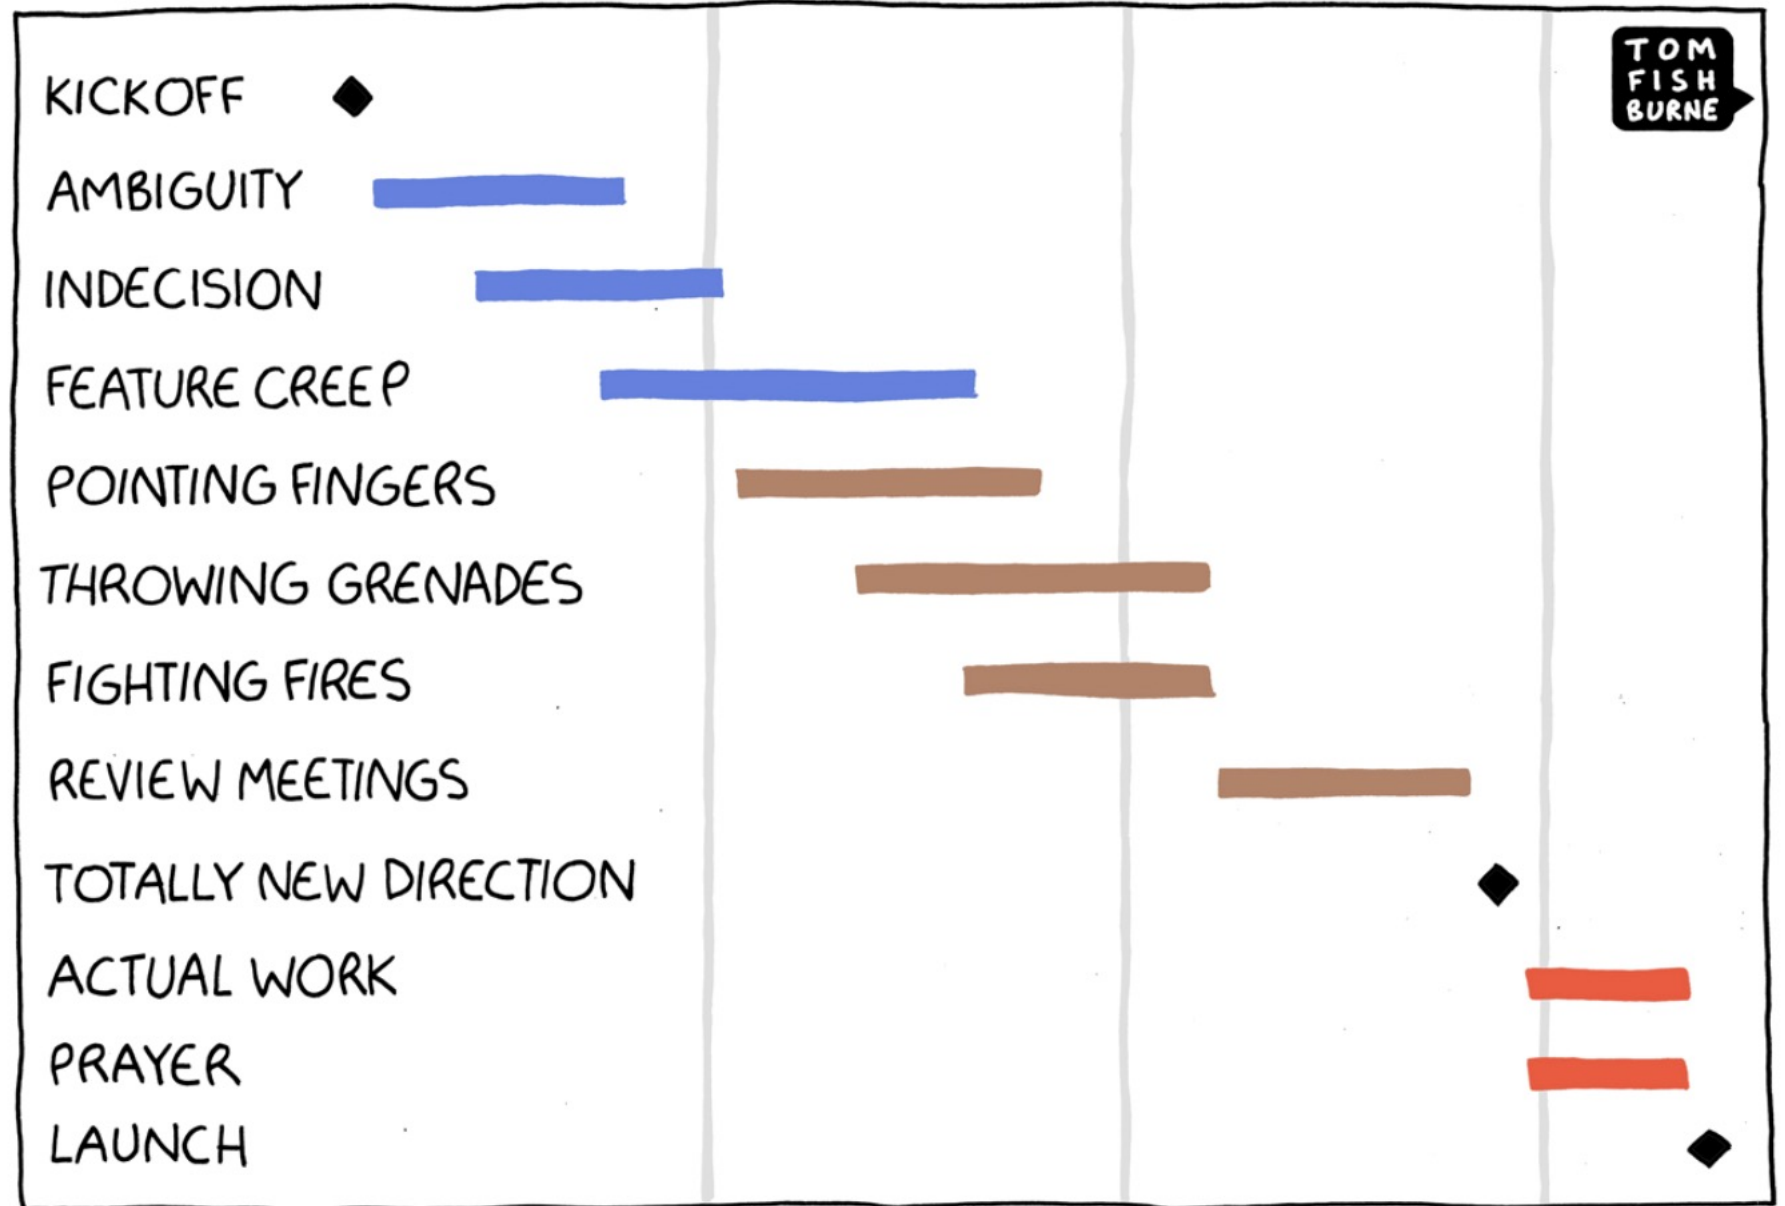 KICKOFF
TOM
FISH
BURNE
AMBIGUITY
INDECISION
FEATURE CREEP
POINTING FINGERS
THROWING GRENADES
FIGHTING FIRES
REVIEW MEETINGS
TOTALLY NEW DIRECTION
ACTUAL WORK
PRAYER
LAUNCH